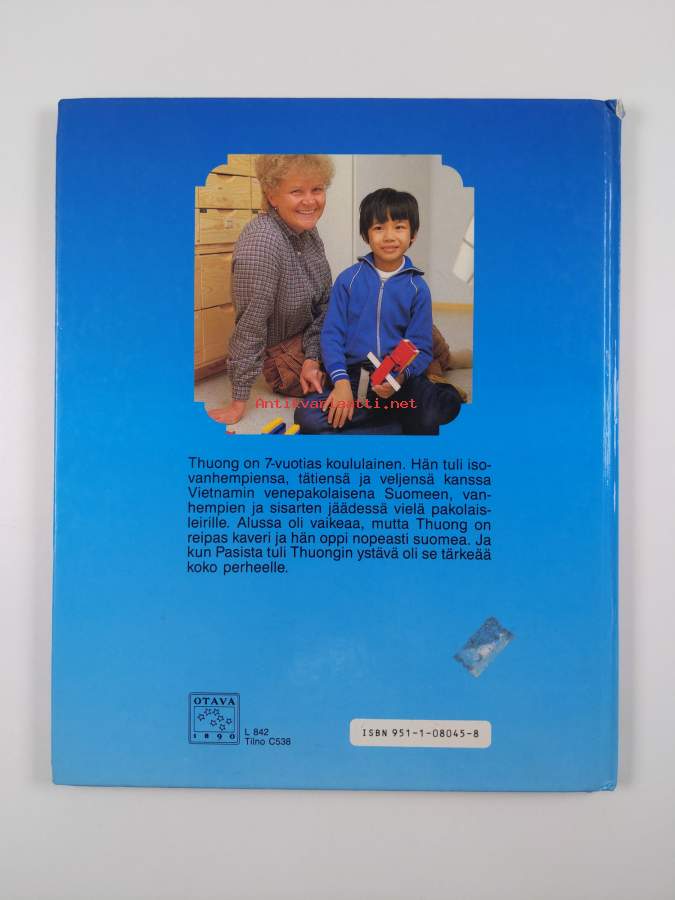 Antikvariaatti.net
Thuong on 7-vuotias koululainen. Hän tuli iso-
vanhempiensa, tätiensä ja veljensä kanssa
Vietnamin venepakolaisena Suomeen, van-
hempien ja sisarten jäädessä vielä pakolais-
leirille. Alussa oli vaikeaa, mutta Thuong on
reipas kaveri ja hän oppi nopeasti suomea. Ja
kun Pasista tuli Thuongin ystävä oli se tärkeää
koko perheelle.
OTAVA
1890
L 842
Tilno C538
ISBN 951-1-08045-8